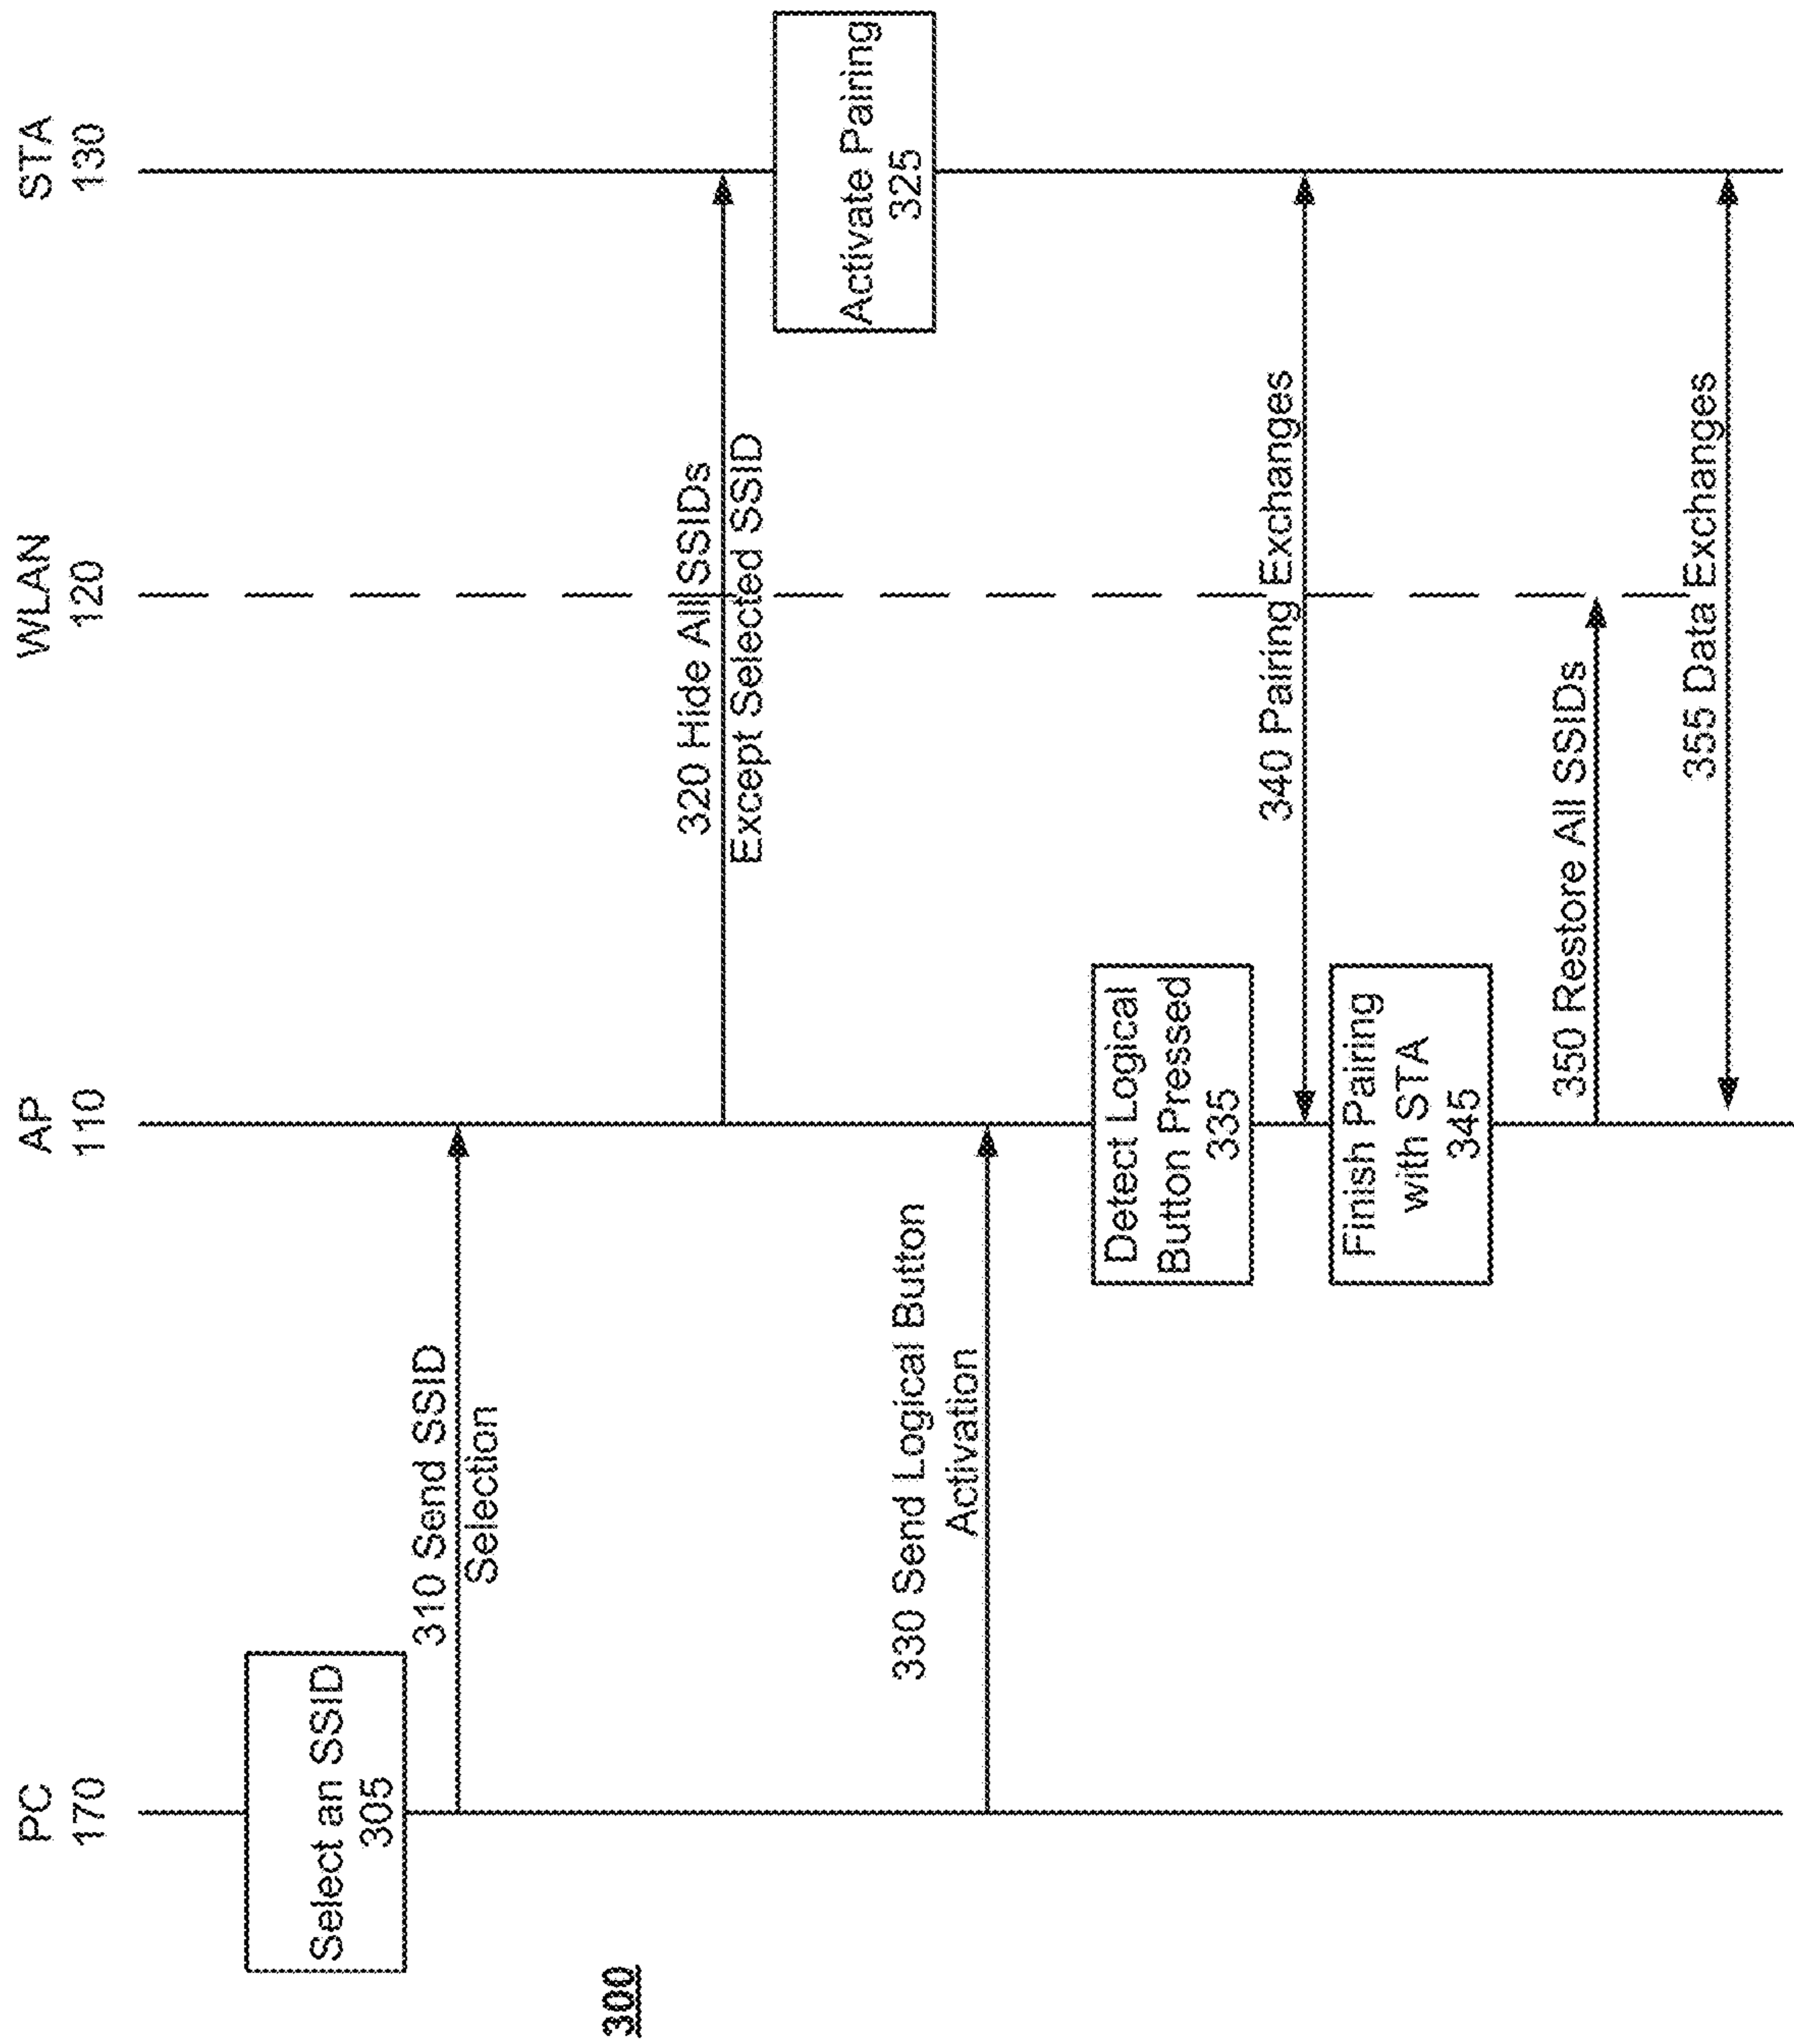 PC
170
AP
110
WLAN
120
STA
130
Select an SSID
305
310 Send SSID
Selection
320 Hide All SSIDs
Except Selected SSID
Activate Pairing
325
330 Send Logical Button
Activation
Detect Logical
Button Pressed
335
340 Pairing Exchanges
Finish Pairing
with STA
345
350 Restore All SSIDs
355 Data Exchanges
300